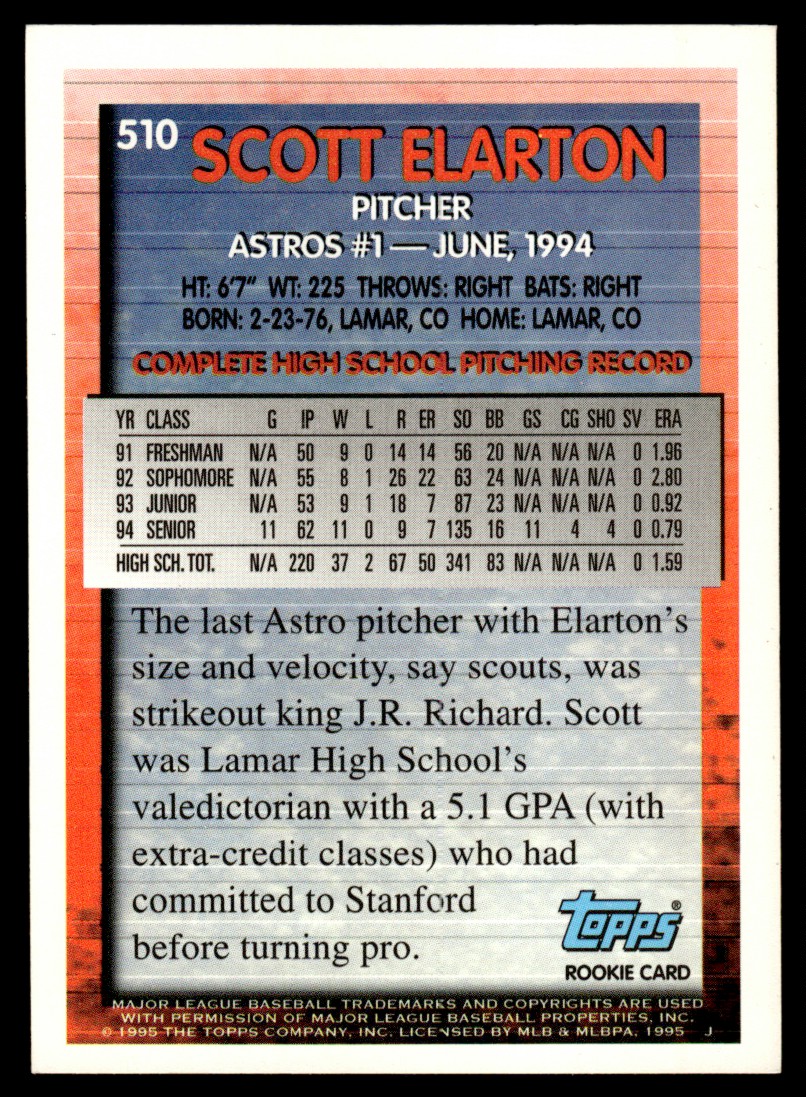 510 SCOTT ELARTON
PITCHER
ASTROS #1 — JUNE, 1994
HT: 6'7" WT: 225 THROWS: RIGHT BATS: RIGHT
BORN: 2-23-76, LAMAR, CO HOME: LAMAR, CO
COMPLETE HIGH SCHOOL PITCHING RECORD
YR CLASS G IP W L R ER SO BB GS CG SHO SV ERA
91 FRESHMAN N/A 50 9 0 14 14 56 20 N/A N/A N/A 0 1.96
92 SOPHOMORE N/A 55 8 1 26 22 63 24 N/A N/A N/A 0 2.80
93 JUNIOR N/A 53 9 1 18 7 87 23 N/A N/A N/A 0 0.92
94 SENIOR 11 62 11 0 9 7 135 16 11 4 4 0 0.79
HIGH SCH. TOT. N/A 220 37 2 67 50 341 83 N/A N/A N/A 0 1.59
The last Astro pitcher with Elarton's
size and velocity, say scouts, was
strikeout king J.R. Richard. Scott
was Lamar High School's
valedictorian with a 5.1 GPA (with
extra-credit classes) who had
committed to Stanford
before turning pro.
topps®
ROOKIE CARD
MAJOR LEAGUE BASEBALL TRADEMARKS AND COPYRIGHTS ARE USED
WITH PERMISSION OF MAJOR LEAGUE BASEBALL PROPERTIES, INC.
© 1995 THE TOPPS COMPANY, INC. LICENSED BY MLB & MLBPA, 1995 J